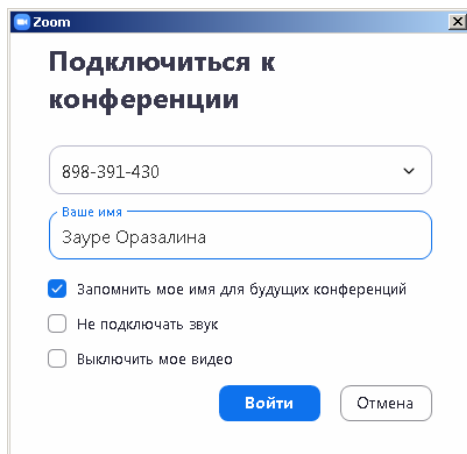 Zoom
Подключиться к
конференции
898-391-430
Ваше имя
Зауре Оразалина
Запомнить мое имя для будущих конференций
Не подключать звук
Выключить мое видео
Войти
Отмена